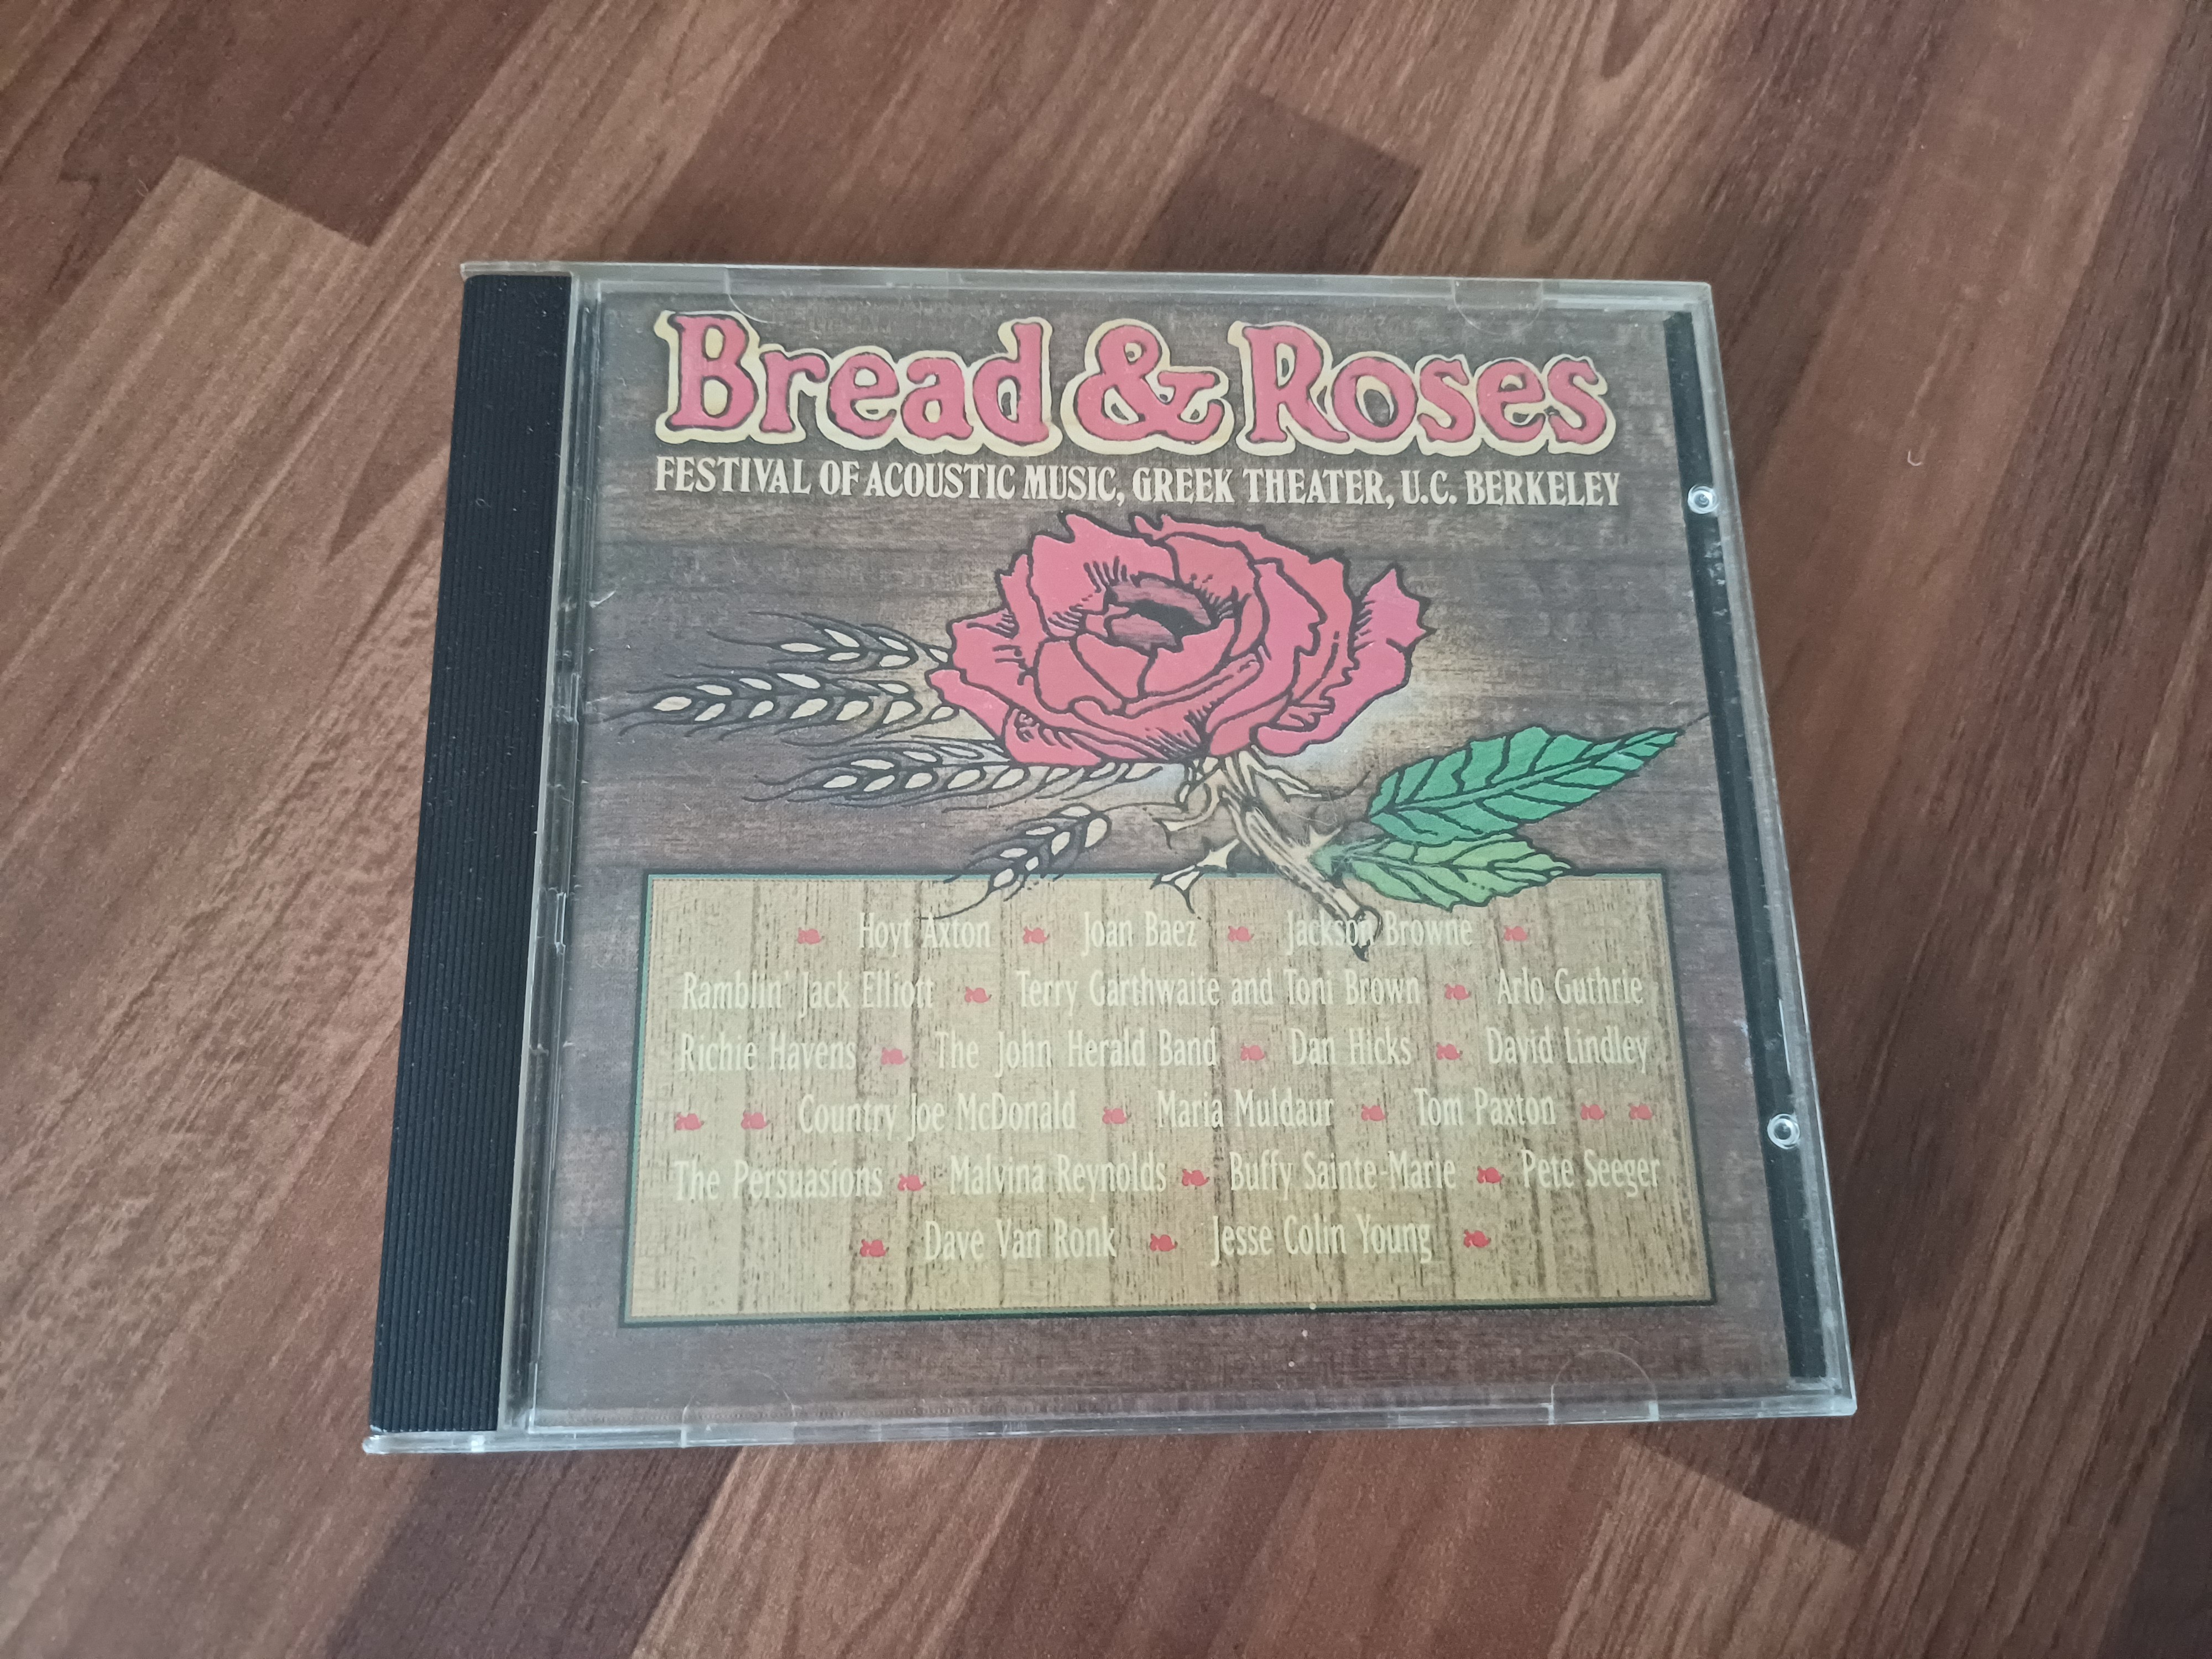 Bread & Roses
FESTIVAL OF ACOUSTIC MUSIC, GREEK THEATER, U.C. BERKELEY
Hoyt Axton Joan Baez Jackson Browne
Ramblin' Jack Elliott Terry Garthwaite and Toni Brown Arlo Guthrie
Richie Havens The John Herald Band Dan Hicks David Lindley
Country Joe McDonald Maria Muldaur Tom Paxton
The Persuasions Malvina Reynolds Buffy Sainte-Marie Pete Seeger
Dave Van Ronk Jesse Colin Young